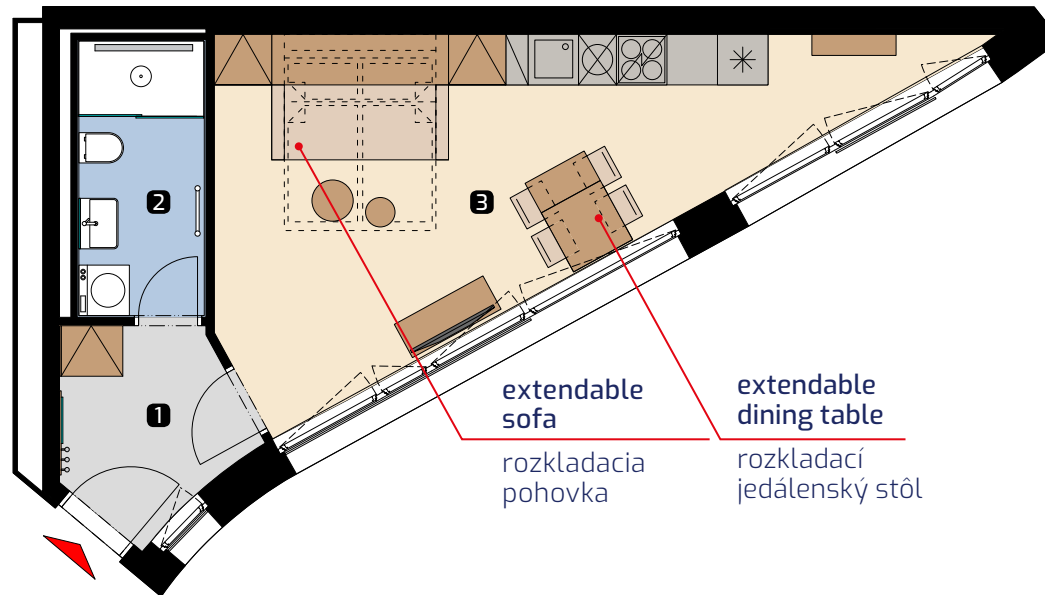 2
3
1
extendable
sofa
rozkladacia
pohovka
extendable
dining table
rozkladací
jedálenský stôl